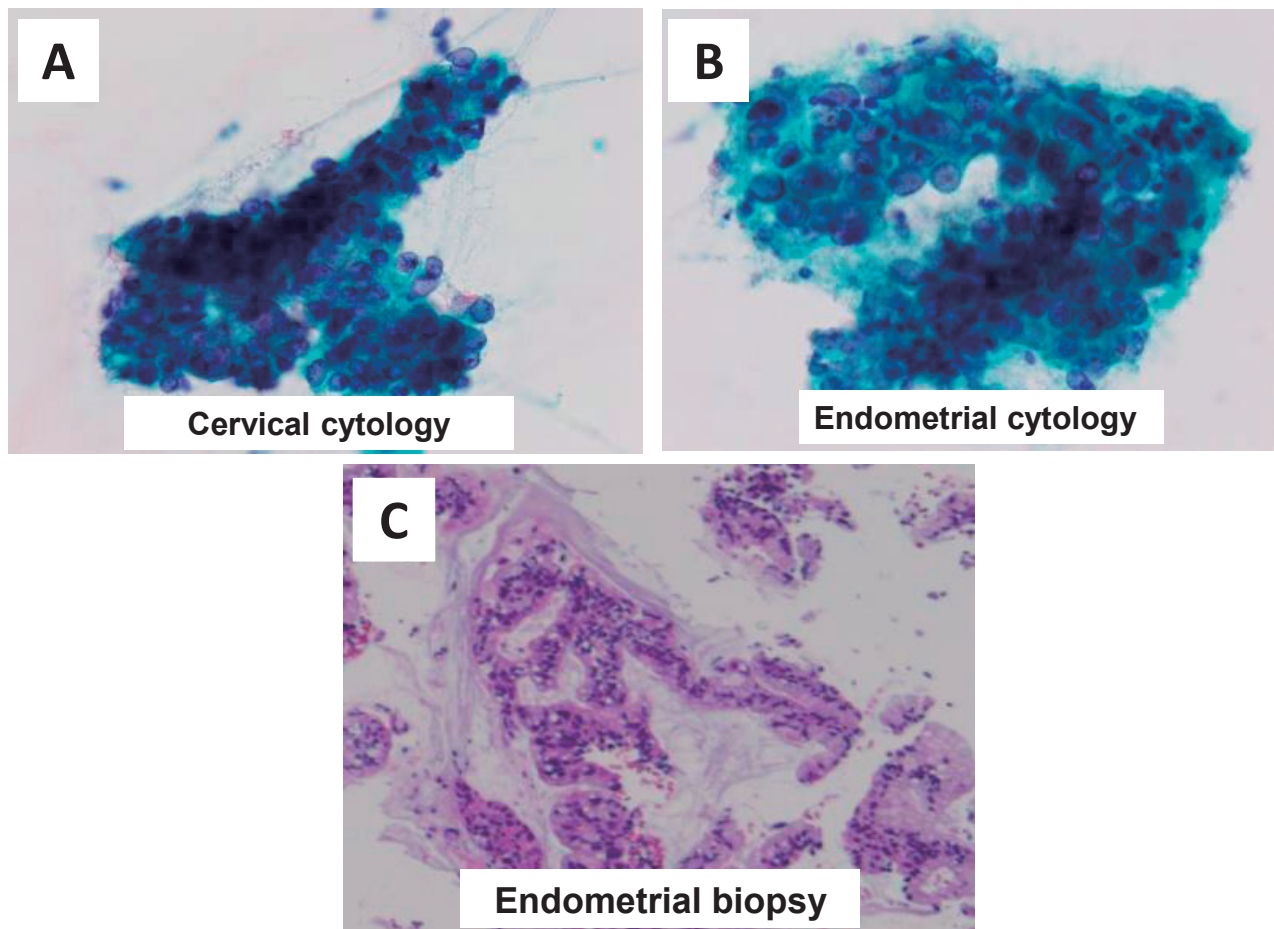 A
Cervical cytology
B
Endometrial cytology
C
Endometrial biopsy